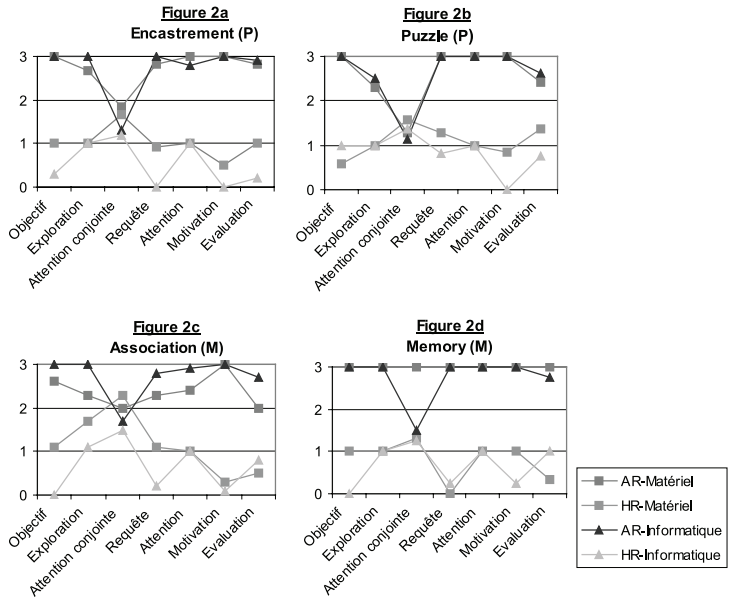 Figure 2a
Encastrement (P)
3
2
1
0
Objectif
Exploration
Attention conjointe
Requête
Attention
Motivation
Evaluation
Figure 2b
Puzzle (P)
3
2
1
0
Objectif
Exploration
Attention conjointe
Requête
Attention
Motivation
Evaluation
Figure 2c
Association (M)
3
2
1
0
Objectif
Exploration
Attention conjointe
Requête
Attention
Motivation
Evaluation
Figure 2d
Memory (M)
3
2
1
0
Objectif
Exploration
Attention conjointe
Requête
Attention
Motivation
Evaluation
AR-Matériel
HR-Matériel
AR-Informatique
HR-Informatique